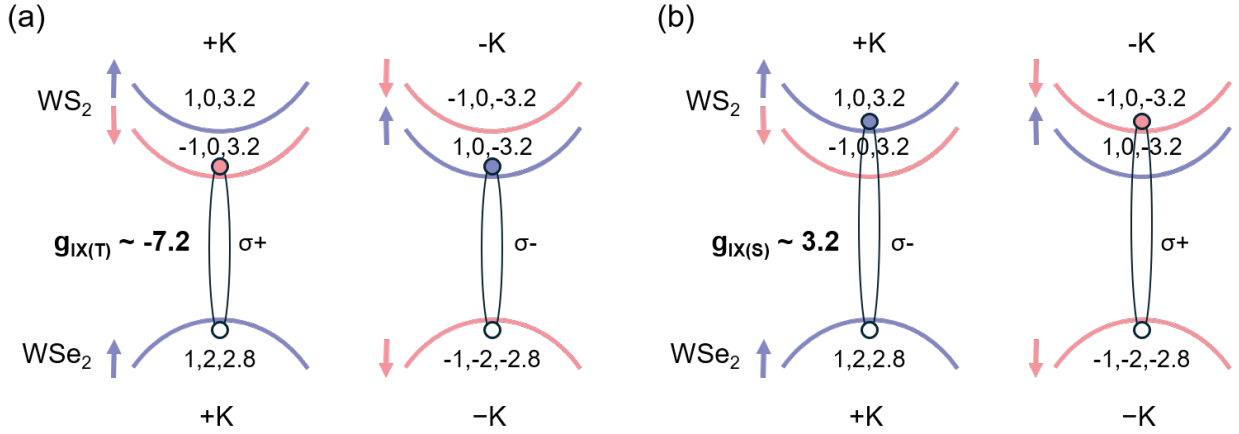 (a)
+K
-K
WS₂
1,0,3.2
-1,0,-3.2
-1,0,3.2
1,0,-3.2
g_IX(T) ~ -7.2
σ+
σ-
WSe₂
1,2,2.8
-1,-2,-2.8
+K
−K
(b)
+K
-K
WS₂
1,0,3.2
-1,0,-3.2
-1,0,3.2
1,0,-3.2
g_IX(S) ~ 3.2
σ-
σ+
WSe₂
1,2,2.8
-1,-2,-2.8
+K
−K